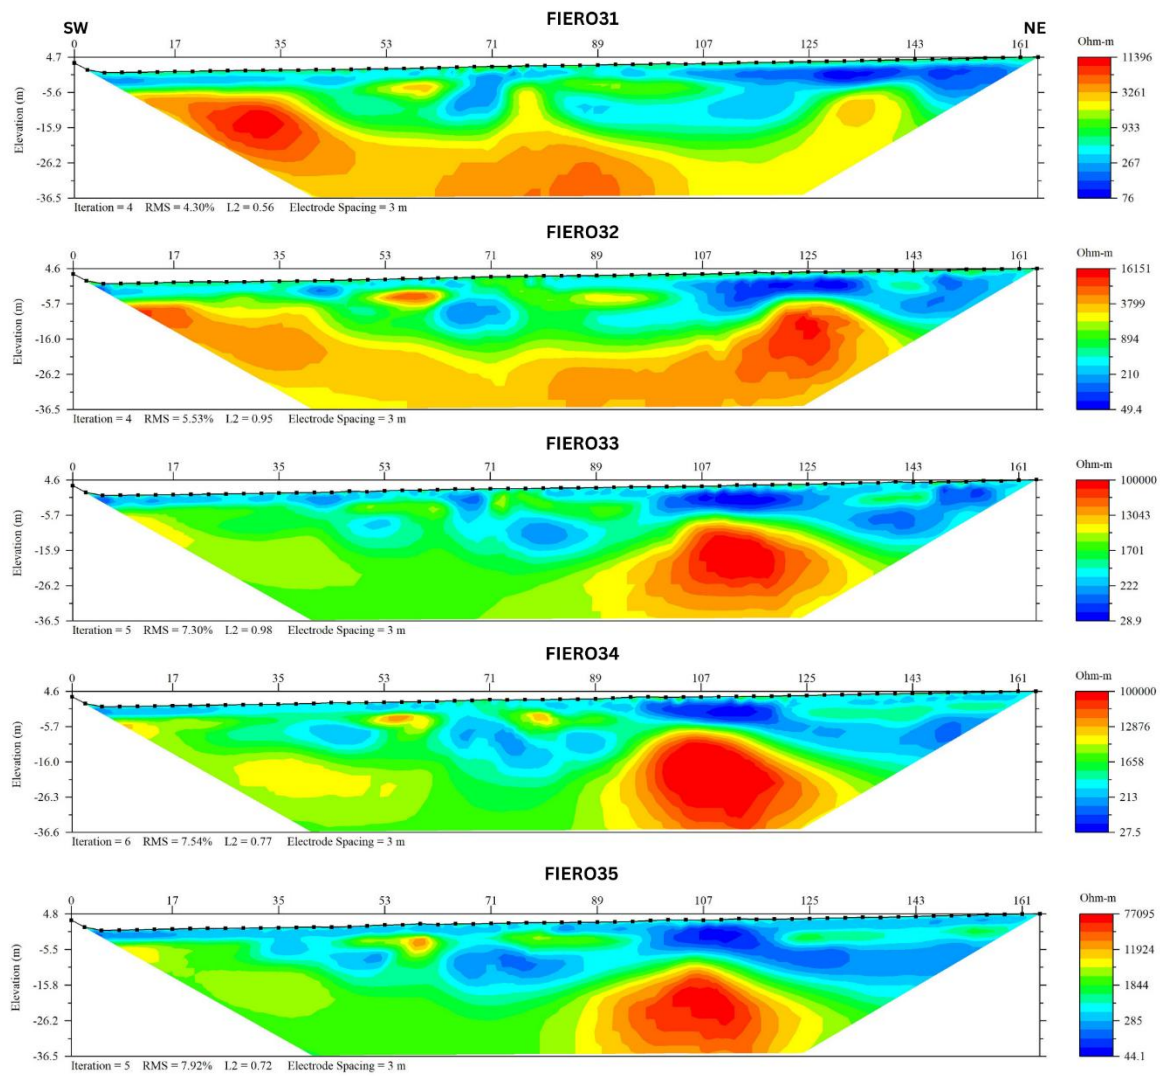 FIERO31
SW NE
0 17 35 53 71 89 107 125 143 161
Elevation (m)
4.7
-5.6
-15.9
-26.2
-36.5
Ohm-m
11396
3261
933
267
76
Iteration = 4 RMS = 4.30% L2 = 0.56 Electrode Spacing = 3 m
FIERO32
0 17 35 53 71 89 107 125 143 161
Elevation (m)
4.6
-5.7
-16.0
-26.2
-36.5
Ohm-m
16151
3799
894
210
49.4
Iteration = 4 RMS = 5.53% L2 = 0.95 Electrode Spacing = 3 m
FIERO33
0 17 35 53 71 89 107 125 143 161
Elevation (m)
4.6
-5.7
-15.9
-26.2
-36.5
Ohm-m
100000
13043
1701
222
28.9
Iteration = 5 RMS = 7.30% L2 = 0.98 Electrode Spacing = 3 m
FIERO34
0 17 35 53 71 89 107 125 143 161
Elevation (m)
4.6
-5.7
-16.0
-26.3
-36.6
Ohm-m
100000
12876
1658
213
27.5
Iteration = 6 RMS = 7.54% L2 = 0.77 Electrode Spacing = 3 m
FIERO35
0 17 35 53 71 89 107 125 143 161
Elevation (m)
4.8
-5.5
-15.8
-26.2
-36.5
Ohm-m
77095
11924
1844
285
44.1
Iteration = 5 RMS = 7.92% L2 = 0.72 Electrode Spacing = 3 m